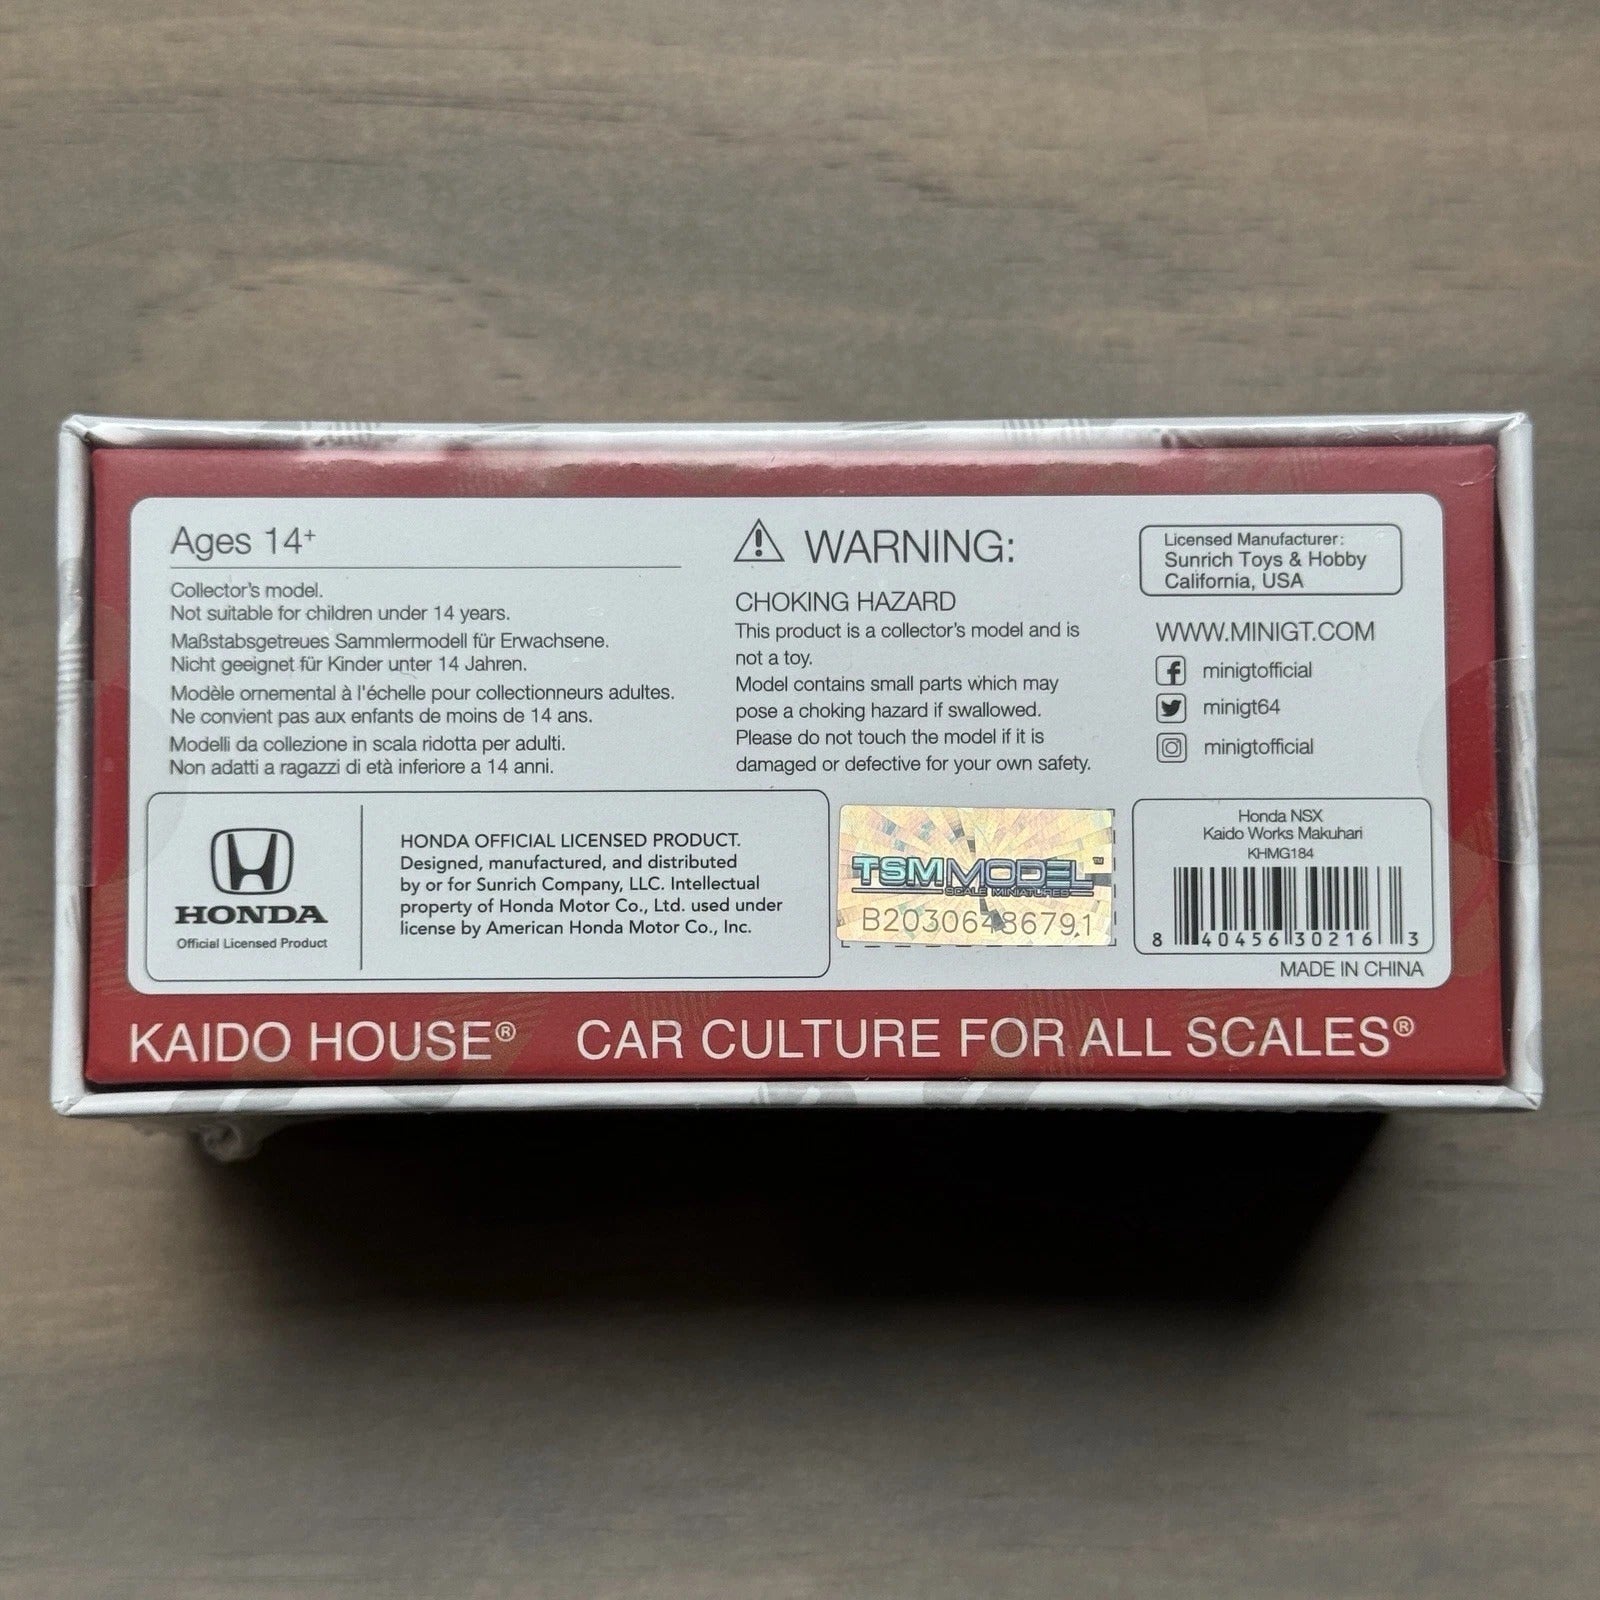 Ages 14+
Collector's model.
Not suitable for children under 14 years.
Maßstabsgetreues Sammlermodell für Erwachsene.
Nicht geeignet für Kinder unter 14 Jahren.
Modèle ornemental à l'échelle pour collectionneurs adultes.
Ne convient pas aux enfants de moins de 14 ans.
Modelli da collezione in scala ridotta per adulti.
Non adatti a ragazzi di età inferiore a 14 anni.
WARNING:
CHOKING HAZARD
This product is a collector's model and is
not a toy.
Model contains small parts which may
pose a choking hazard if swallowed.
Please do not touch the model if it is
damaged or defective for your own safety.
Licensed Manufacturer:
Sunrich Toys & Hobby
California, USA
WWW.MINIGT.COM
minigtofficial
minigt64
minigtofficial
HONDA
Official Licensed Product
HONDA OFFICIAL LICENSED PRODUCT.
Designed, manufactured, and distributed
by or for Sunrich Company, LLC. Intellectual
property of Honda Motor Co., Ltd. used under
license by American Honda Motor Co., Inc.
TSM MODEL™
SCALE MINIATURES
B20306486791
Honda NSX
Kaido Works Makuhari
KHMG184
8 40456 30216 3
MADE IN CHINA
KAIDO HOUSE® CAR CULTURE FOR ALL SCALES®